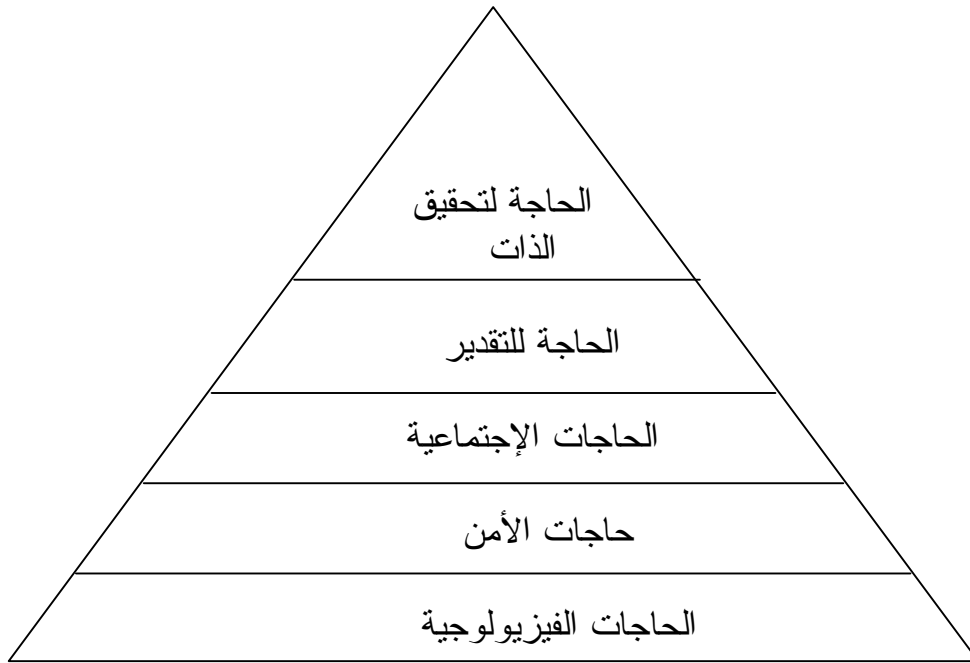 الحاجة لتحقيق
الذات
الحاجة للتقدير
الحاجات الإجتماعية
حاجات الأمن
الحاجات الفيزيولوجية